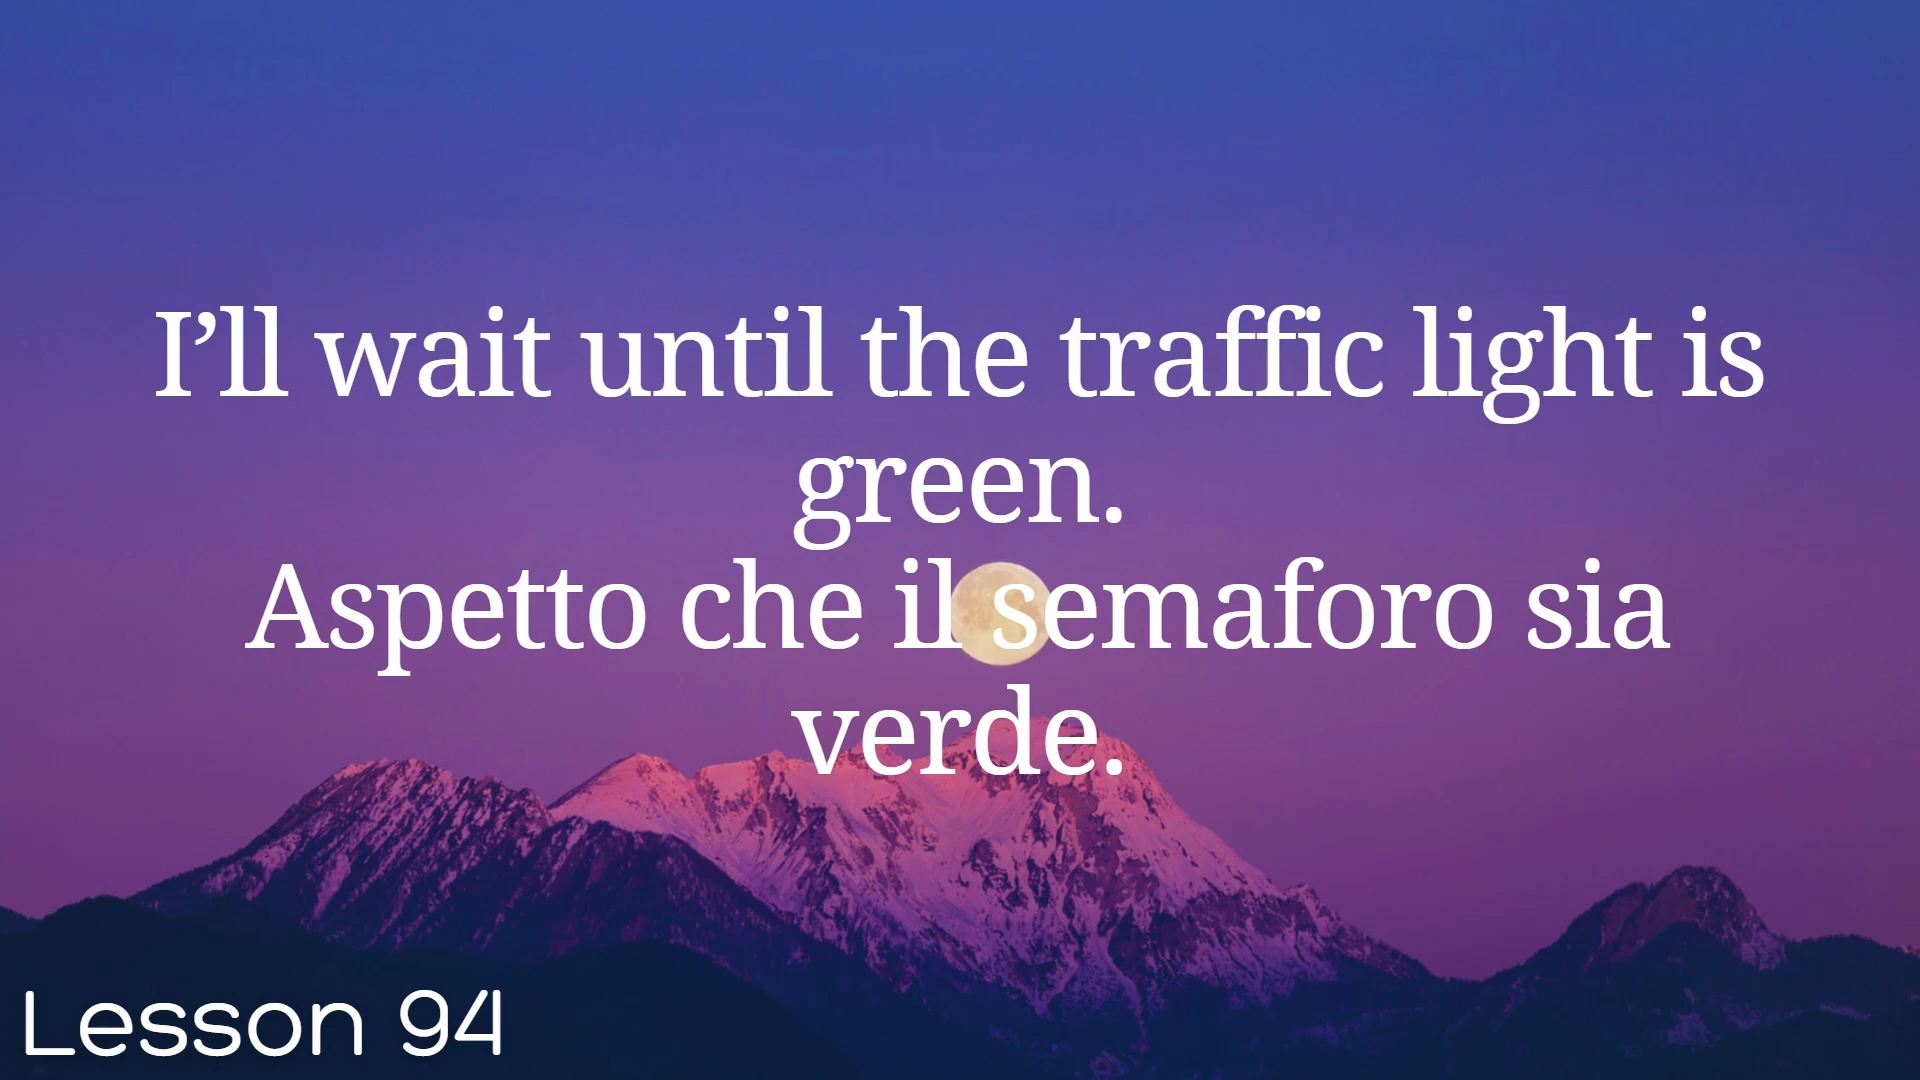 I’ll wait until the traffic light is
green.
Aspetto che il semaforo sia
verde.
Lesson 94